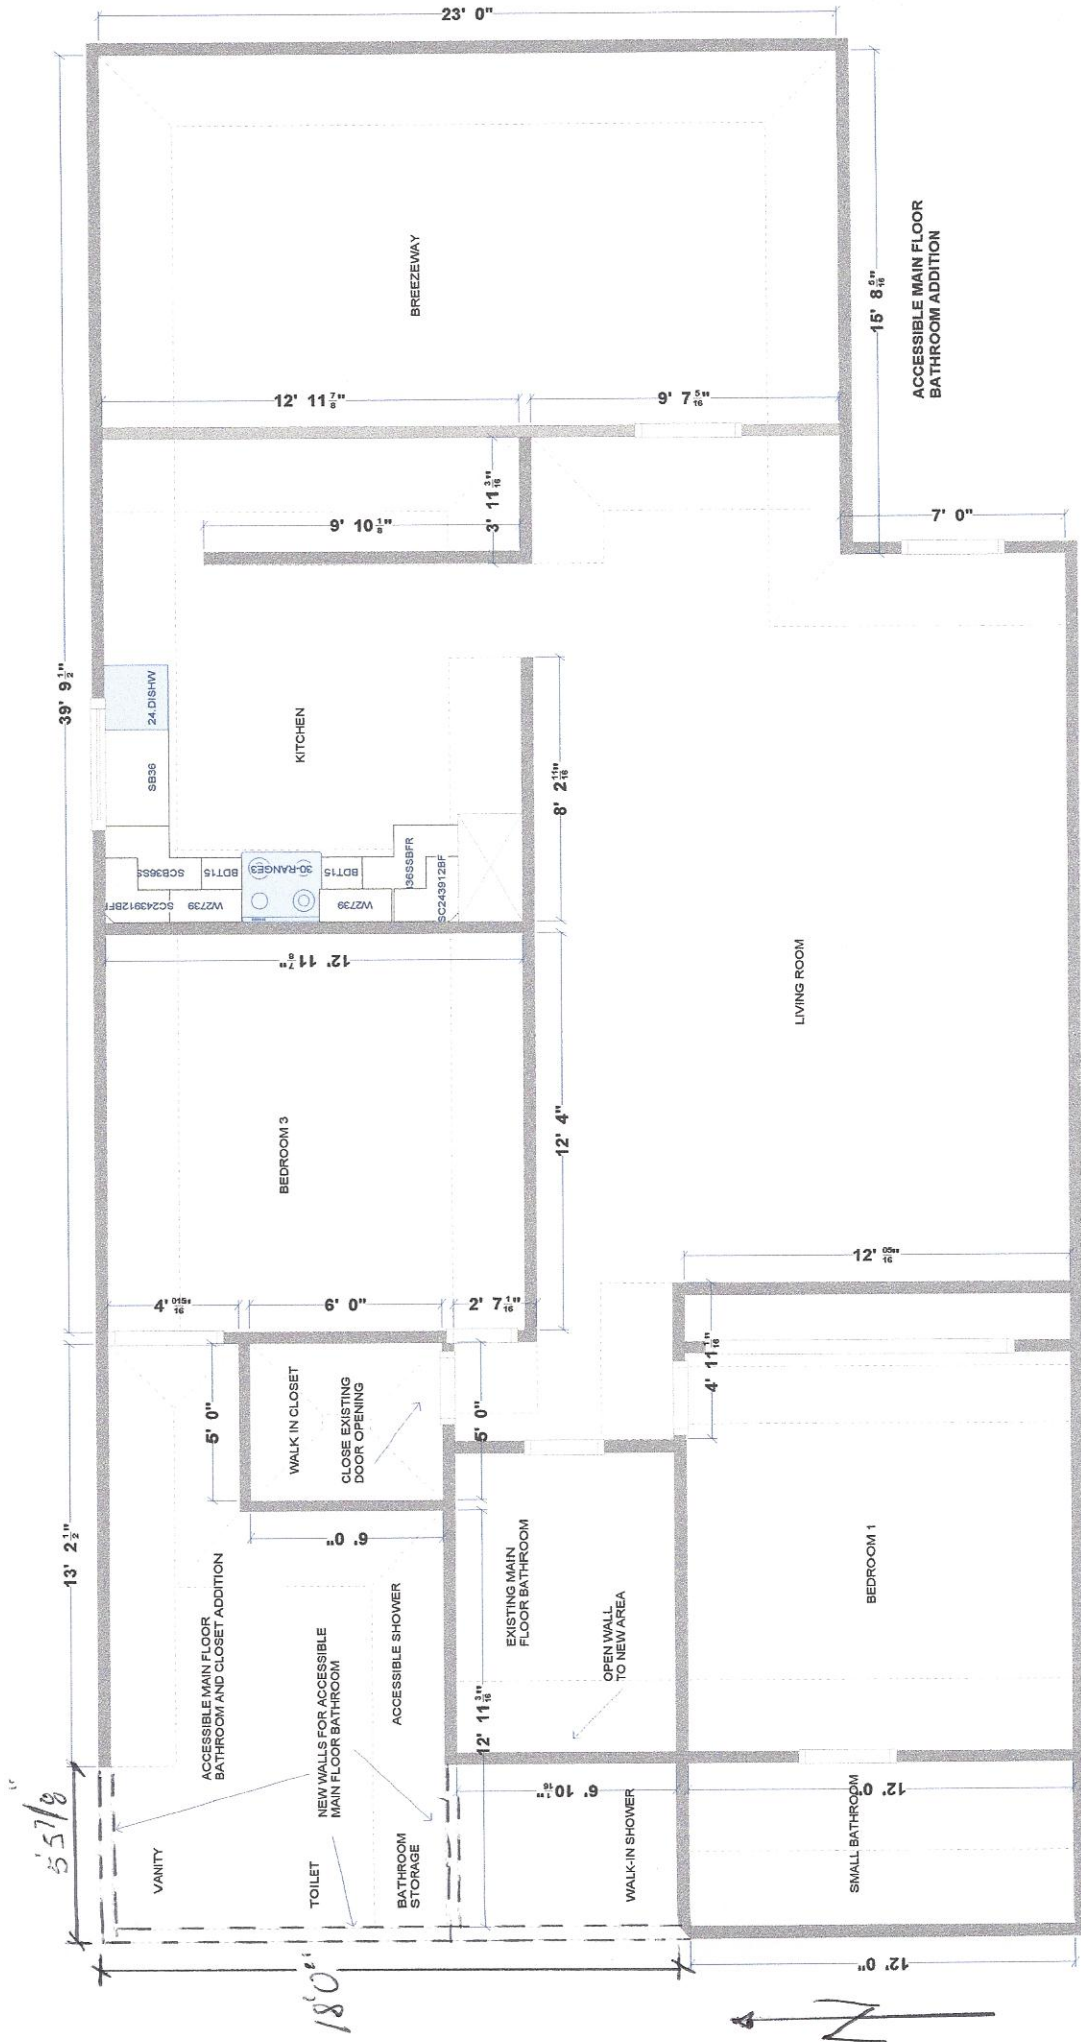 23' 0"
39' 9 1/2"
13' 2 1/2"
5' 5 7/8"
18' 0"
N
BREEZEWAY
12' 11 7/8"
9' 7 5/16"
15' 8 5/16"
ACCESSIBLE MAIN FLOOR
BATHROOM ADDITION
9' 10 1/8"
3' 11 3/16"
7' 0"
24.DISHW
SB36
KITCHEN
SCB36SS
BDT15
30-RANGE3
BDT15
36SSBFR
SC243912BF
W2739
W2739
SC243912BF
8' 2 11/16"
12' 11 7/8"
BEDROOM 3
12' 4"
LIVING ROOM
12' 05/16"
4' 015/16"
6' 0"
2' 7 1/16"
5' 0"
WALK IN CLOSET
CLOSE EXISTING
DOOR OPENING
5' 0"
4' 11 1/16"
6' 0"
ACCESSIBLE MAIN FLOOR
BATHROOM AND CLOSET ADDITION
NEW WALLS FOR ACCESSIBLE
MAIN FLOOR BATHROOM
ACCESSIBLE SHOWER
EXISTING MAIN
FLOOR BATHROOM
OPEN WALL
TO NEW AREA
BEDROOM 1
12' 11 3/16"
6' 10 1/16"
12' 0"
VANITY
TOILET
BATHROOM
STORAGE
WALK-IN SHOWER
SMALL BATHROOM
12' 0"